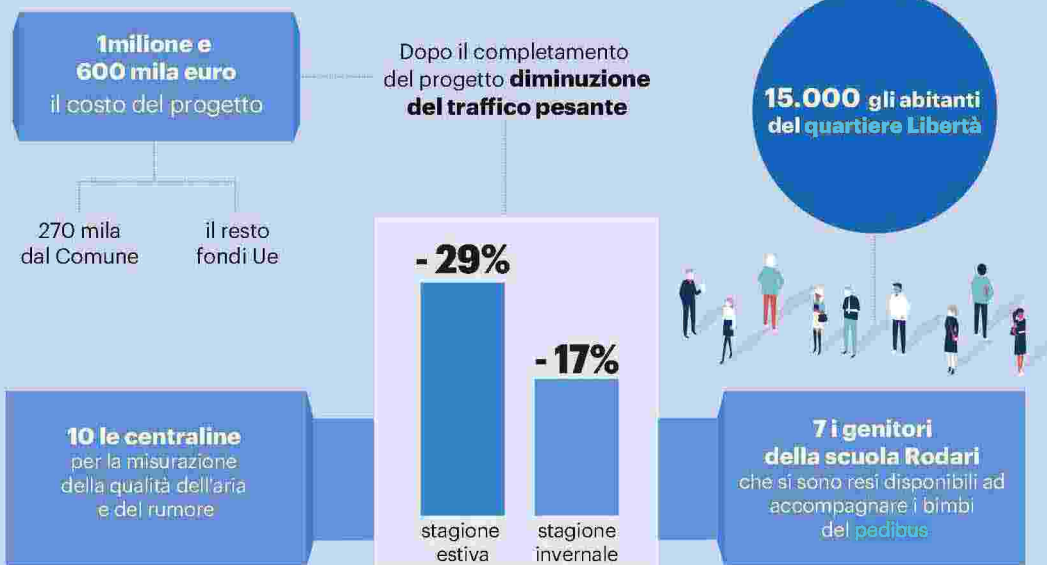 1milione e
600 mila euro
il costo del progetto
270 mila
dal Comune
il resto
fondi Ue
Dopo il completamento
del progetto diminuzione
del traffico pesante
- 29%
stagione
estiva
- 17%
stagione
invernale
15.000 gli abitanti
del quartiere Libertà
10 le centraline
per la misurazione
della qualità dell'aria
e del rumore
7 i genitori
della scuola Rodari
che si sono resi disponibili ad
accompagnare i bimbi
del pedibus